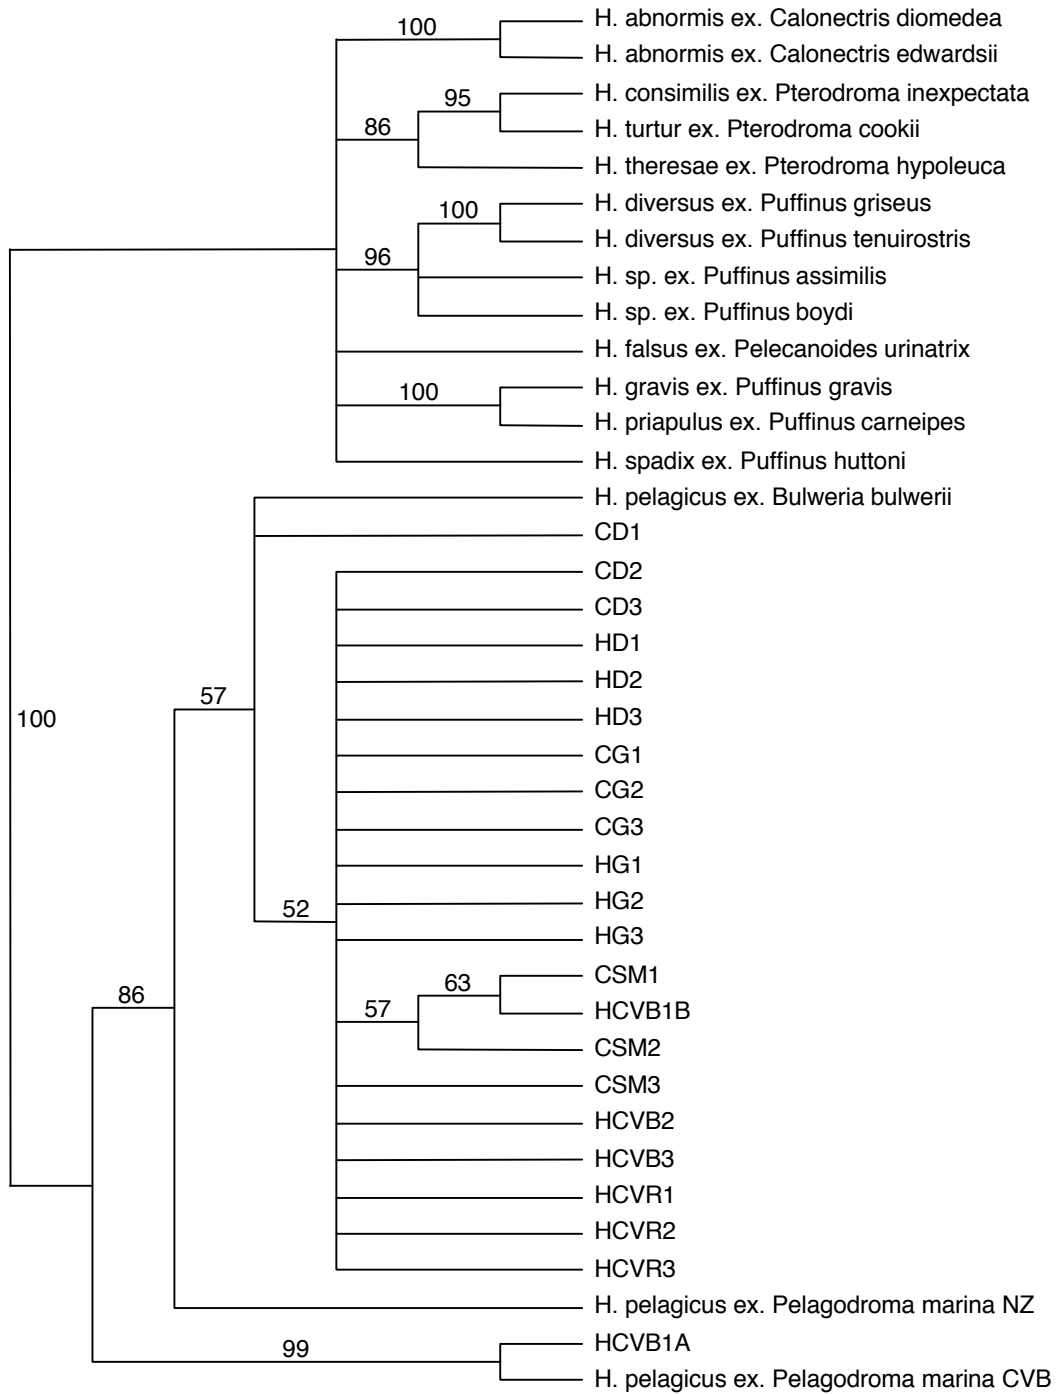 H. abnormis ex. Calonectris diomedea
100
H. abnormis ex. Calonectris edwardsii
H. consimilis ex. Pterodroma inexpectata
95
86
H. turtur ex. Pterodroma cookii
H. theresae ex. Pterodroma hypoleuca
H. diversus ex. Puffinus griseus
100
H. diversus ex. Puffinus tenuirostris
96
H. sp. ex. Puffinus assimilis
H. sp. ex. Puffinus boydi
H. falsus ex. Pelecanoides urinatrix
H. gravis ex. Puffinus gravis
100
H. priapulus ex. Puffinus carneipes
H. spadix ex. Puffinus huttoni
H. pelagicus ex. Bulweria bulwerii
CD1
CD2
CD3
HD1
HD2
57
HD3
100
CG1
CG2
CG3
HG1
HG2
52
HG3
CSM1
63
86
57
HCVB1B
CSM2
CSM3
HCVB2
HCVB3
HCVR1
HCVR2
HCVR3
H. pelagicus ex. Pelagodroma marina NZ
HCVB1A
99
H. pelagicus ex. Pelagodroma marina CVB